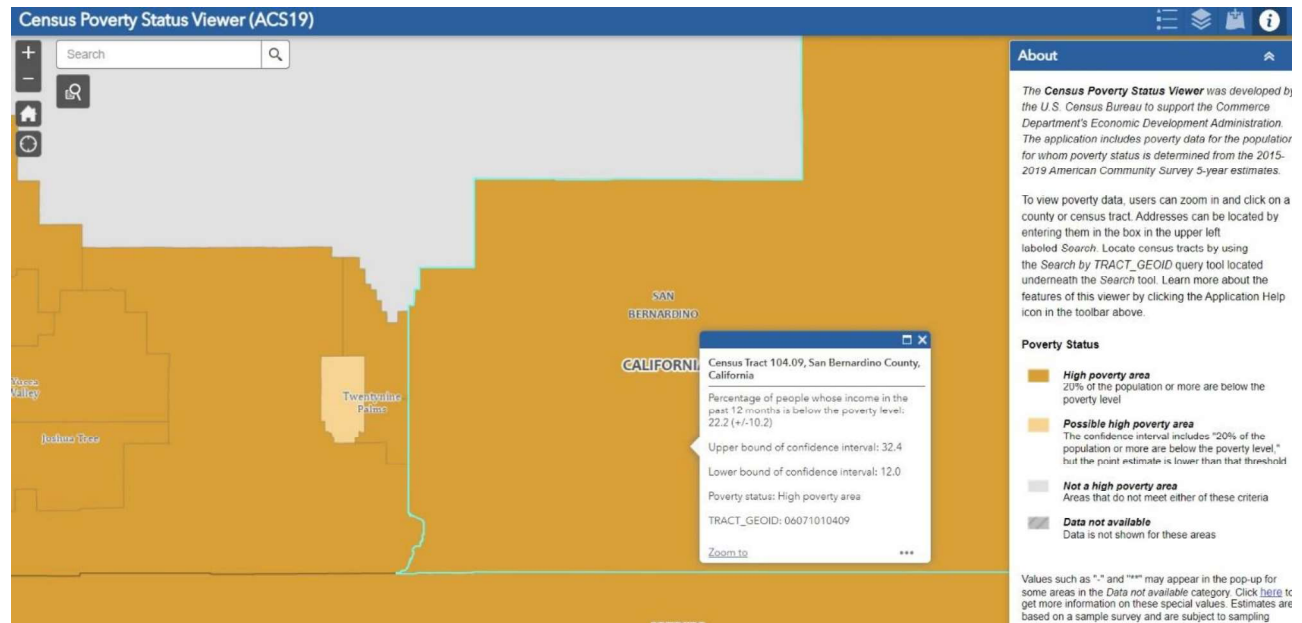 Census Poverty Status Viewer (ACS19)
+
Search
−
About
The Census Poverty Status Viewer was developed by
the U.S. Census Bureau to support the Commerce
Department's Economic Development Administration.
The application includes poverty data for the population
for whom poverty status is determined from the 2015-
2019 American Community Survey 5-year estimates.
To view poverty data, users can zoom in and click on a
county or census tract. Addresses can be located by
entering them in the box in the upper left
labeled Search. Locate census tracts by using
the Search by TRACT_GEOID query tool located
underneath the Search tool. Learn more about the
features of this viewer by clicking the Application Help
icon in the toolbar above.
Poverty Status
High poverty area
20% of the population or more are below the
poverty level
Possible high poverty area
The confidence interval includes "20% of the
population or more are below the poverty level,"
but the point estimate is lower than that threshold
Not a high poverty area
Areas that do not meet either of these criteria
Data not available
Data is not shown for these areas
Values such as "-" and "**" may appear in the pop-up for
some areas in the Data not available category. Click here to
get more information on these special values. Estimates are
based on a sample survey and are subject to sampling
SAN
BERNARDINO
CALIFORNI
Yucca
Valley
Joshua Tree
Twentynine
Palms
Census Tract 104.09, San Bernardino County,
California
Percentage of people whose income in the
past 12 months is below the poverty level:
22.2 (+/-10.2)
Upper bound of confidence interval: 32.4
Lower bound of confidence interval: 12.0
Poverty status: High poverty area
TRACT_GEOID: 06071010409
Zoom to